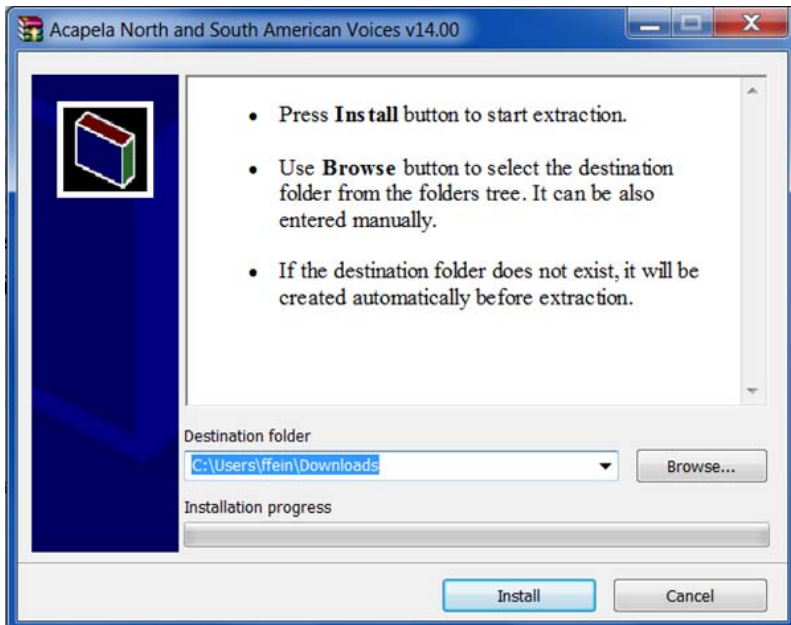 Acapela North and South American Voices v14.00
• Press Install button to start extraction.
• Use Browse button to select the destination
folder from the folders tree. It can be also
entered manually.
• If the destination folder does not exist, it will be
created automatically before extraction.
Destination folder
C:\Users\ffein\Downloads
Browse...
Installation progress
Install
Cancel